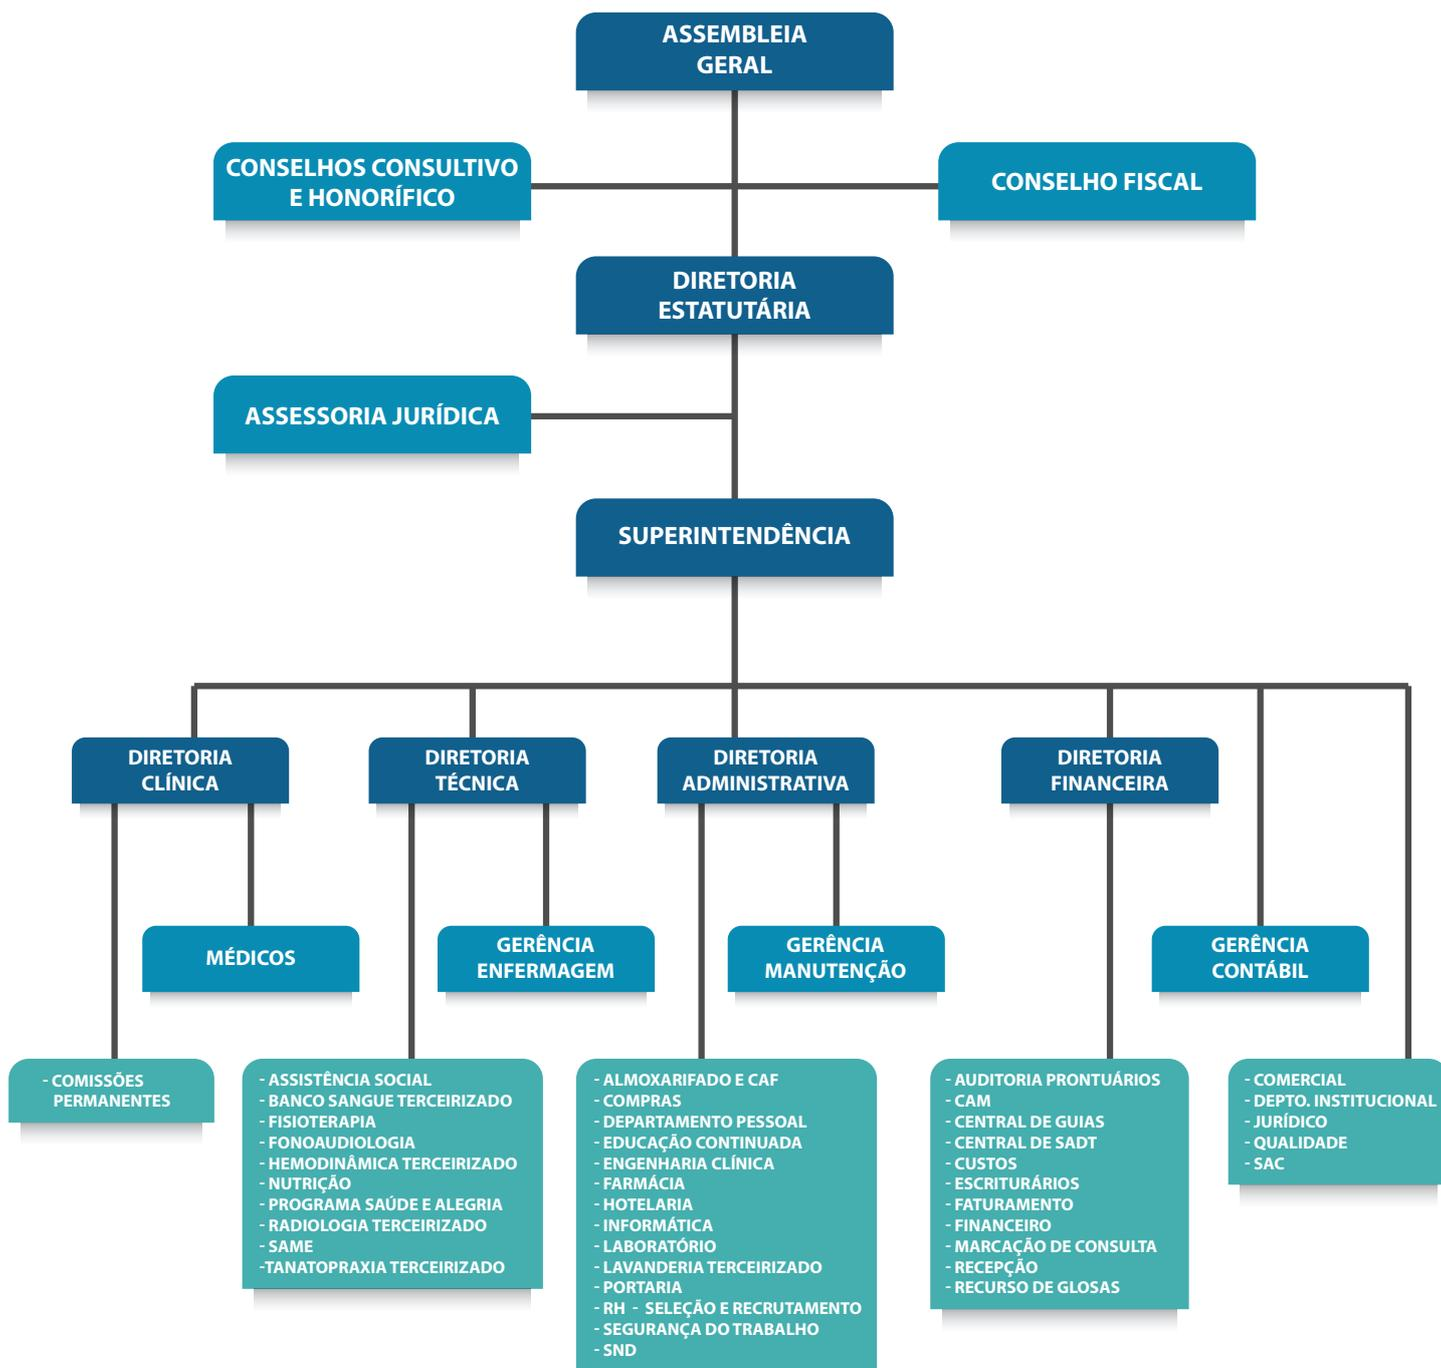 ASSEMBLEIA
GERAL
CONSELHOS CONSULTIVO
E HONORÍFICO
CONSELHO FISCAL
DIRETORIA
ESTATUTÁRIA
ASSESSORIA JURÍDICA
SUPERINTENDÊNCIA
DIRETORIA
CLÍNICA
DIRETORIA
TÉCNICA
DIRETORIA
ADMINISTRATIVA
DIRETORIA
FINANCEIRA
MÉDICOS
GERÊNCIA
ENFERMAGEM
GERÊNCIA
MANUTENÇÃO
GERÊNCIA
CONTÁBIL
- COMISSÕES
PERMANENTES
- ASSISTÊNCIA SOCIAL
- BANCO SANGUE TERCEIRIZADO
- FISIOTERAPIA
- FONOAUDIOLOGIA
- HEMODINÂMICA TERCEIRIZADO
- NUTRIÇÃO
- PROGRAMA SAÚDE E ALEGRIA
- RADIOLOGIA TERCEIRIZADO
- SAME
-TANATOPRAXIA TERCEIRIZADO
- ALMOXARIFADO E CAF
- COMPRAS
- DEPARTAMENTO PESSOAL
- EDUCAÇÃO CONTINUADA
- ENGENHARIA CLÍNICA
- FARMÁCIA
- HOTELARIA
- INFORMÁTICA
- LABORATÓRIO
- LAVANDERIA TERCEIRIZADO
- PORTARIA
- RH - SELEÇÃO E RECRUTAMENTO
- SEGURANÇA DO TRABALHO
- SND
- AUDITORIA PRONTUÁRIOS
- CAM
- CENTRAL DE GUIAS
- CENTRAL DE SADT
- CUSTOS
- ESCRITURÁRIOS
- FATURAMENTO
- FINANCEIRO
- MARCAÇÃO DE CONSULTA
- RECEPÇÃO
- RECURSO DE GLOSAS
- COMERCIAL
- DEPTO. INSTITUCIONAL
- JURÍDICO
- QUALIDADE
- SAC